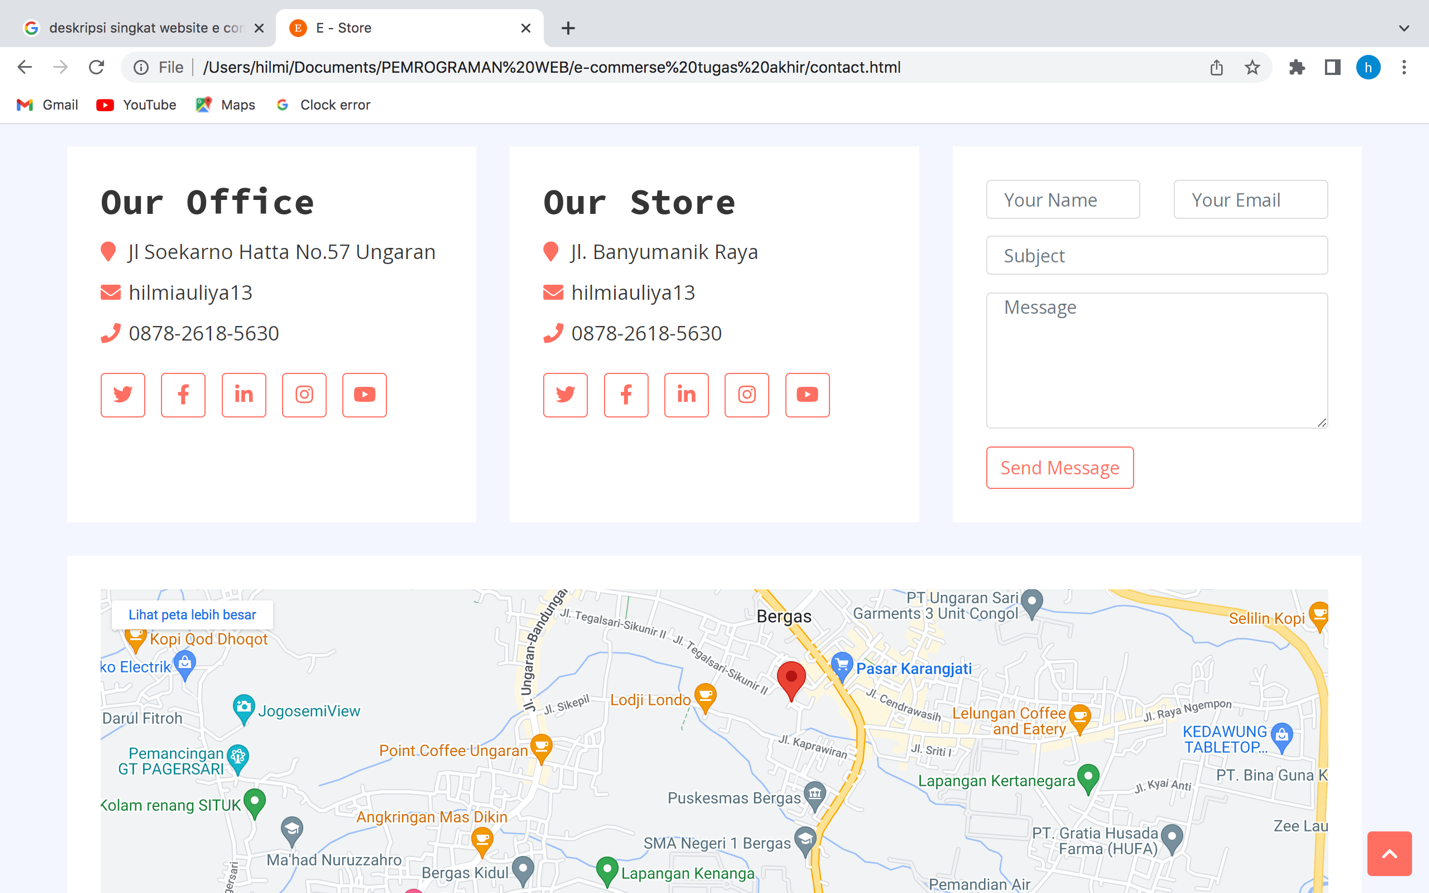 deskripsi singkat website e con
E - Store
File
/Users/hilmi/Documents/PEMROGRAMAN%20WEB/e-commerse%20tugas%20akhir/contact.html
h
Gmail
YouTube
Maps
Clock error
Our Office
Jl Soekarno Hatta No.57 Ungaran
hilmiauliya13
0878-2618-5630
Our Store
Jl. Banyumanik Raya
hilmiauliya13
0878-2618-5630
Your Name
Your Email
Subject
Message
Send Message
Lihat peta lebih besar
Kopi Qod Dhoqot
ko Electrik
Darul Fitroh
JogosemiView
Pemancingan
GT PAGERSARI
Kolam renang SITUK
Ma'had Nuruzzahro
gersari
Jl. Ungaran-Bandungan
Jl. Sikepil
Jl. Tegalsari-Sikunir II
Jl. Tegalsari-Sikunir II
Lodji Londo
Point Coffee Ungaran
Angkringan Mas Dikin
Bergas Kidul
Lapangan Kenanga
Bergas
Pasar Karangjati
Jl. Cendrawasih
Jl. Kaprawiran
Jl. Sriti I
Puskesmas Bergas
SMA Negeri 1 Bergas
PT Ungaran Sari
Garments 3 Unit Congol
Selilin Kopi
Lelungan Coffee
and Eatery
Jl. Raya Ngempon
KEDAWUNG
TABLETOP...
Lapangan Kertanegara
Jl. Kyai Anti
PT. Bina Guna K
PT. Gratia Husada
Farma (HUFA)
Zee Lau
Pemandian Air